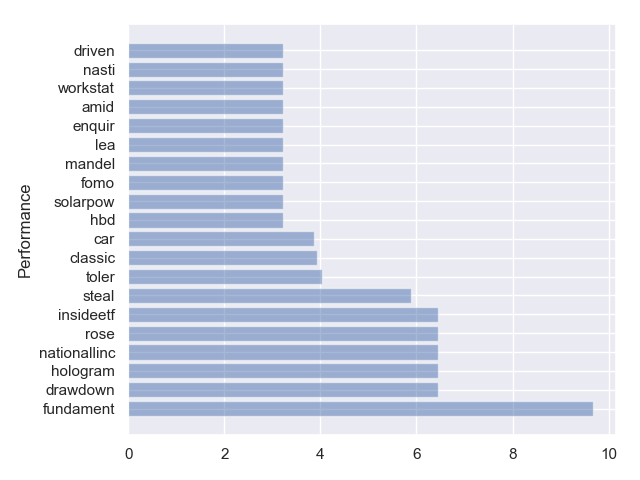 driven
nasti
workstat
amid
enquir
lea
mandel
fomo
solarpow
hbd
car
classic
toler
steal
insideetf
rose
nationallinc
hologram
drawdown
fundament
Performance
0 2 4 6 8 10